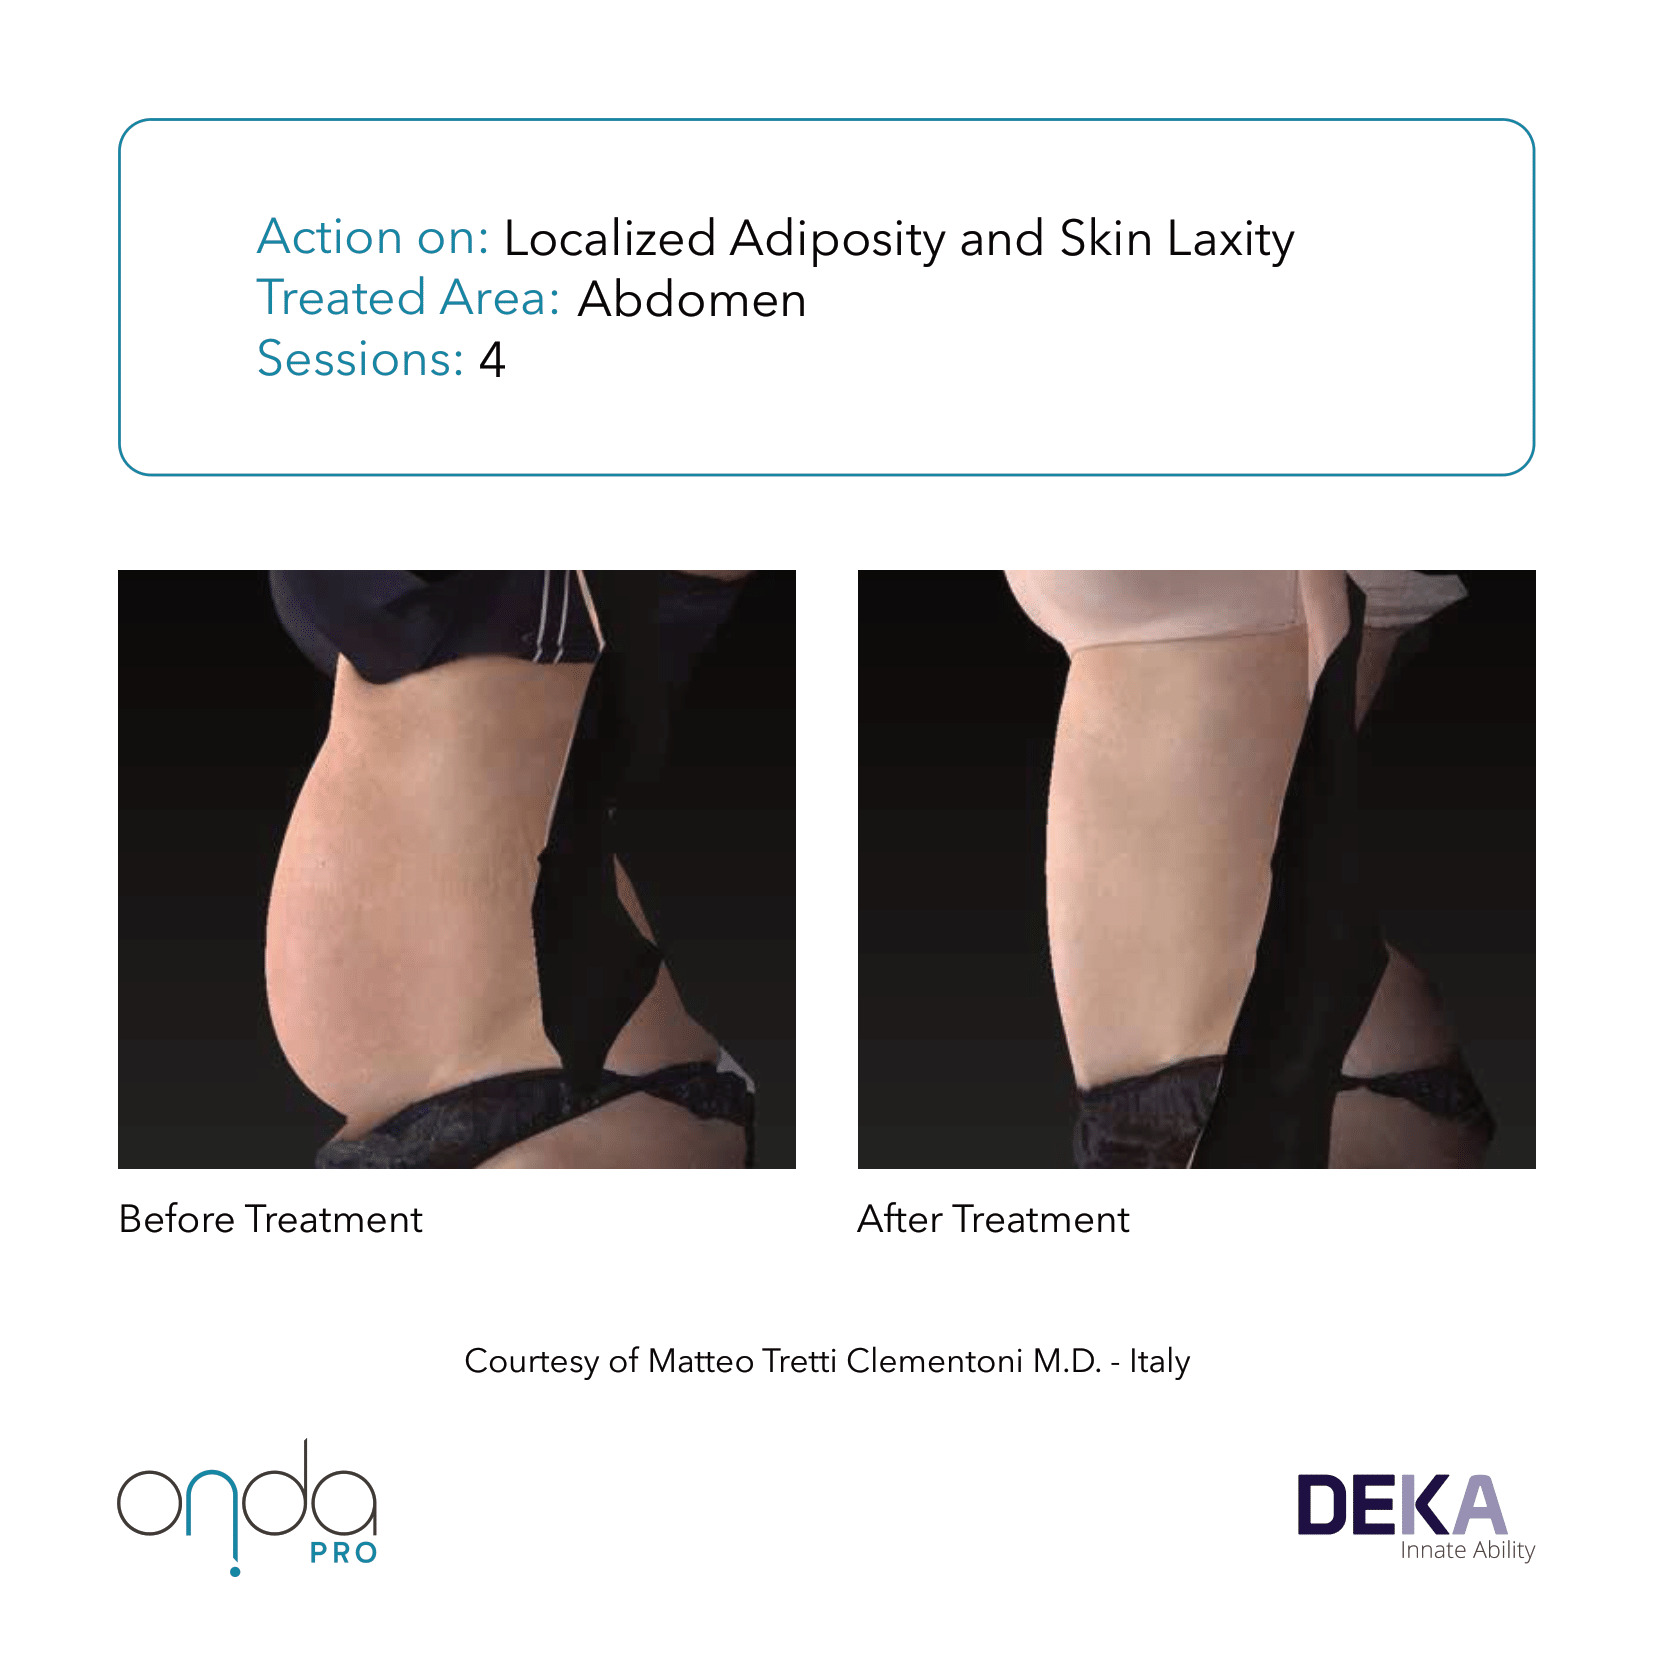 Action on: Localized Adiposity and Skin Laxity
Treated Area: Abdomen
Sessions: 4
Before Treatment
After Treatment
Courtesy of Matteo Tretti Clementoni M.D. - Italy
onda
PRO
DEKA
Innate Ability